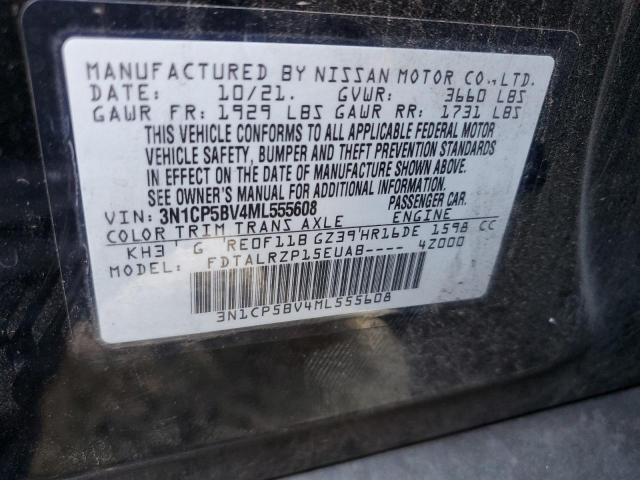 MANUFACTURED BY NISSAN MOTOR CO.,LTD.
DATE: 10/21. GVWR: 3660 LBS
GAWR FR: 1929 LBS GAWR RR: 1731 LBS
THIS VEHICLE CONFORMS TO ALL APPLICABLE FEDERAL MOTOR
VEHICLE SAFETY, BUMPER AND THEFT PREVENTION STANDARDS
IN EFFECT ON THE DATE OF MANUFACTURE SHOWN ABOVE.
SEE OWNER'S MANUAL FOR ADDITIONAL INFORMATION.
VIN: 3N1CP5BV4ML555608 PASSENGER CAR.
COLOR TRIM TRANS AXLE ENGINE
KH3 G RE0F11B GZ39 HR16DE 1598 CC
MODEL: FDTALRZP15EUAB---- 4Z000
3N1CP5BV4ML555608